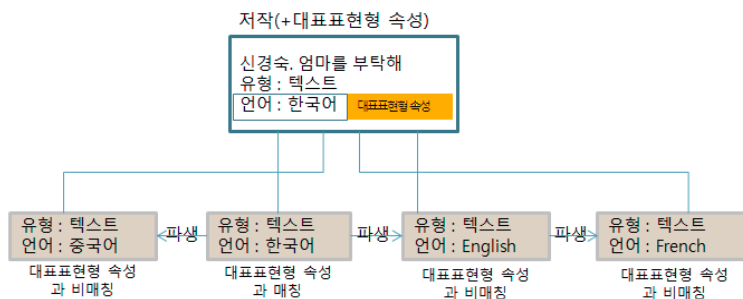 저작(+대표표현형 속성)
신경숙. 엄마를 부탁해
유형 : 텍스트
언어 : 한국어
대표표현형 속성
유형 : 텍스트
언어 : 중국어
파생
유형 : 텍스트
언어 : 한국어
파생
유형 : 텍스트
언어 : English
파생
유형 : 텍스트
언어 : French
대표표현형 속성
과 비매칭
대표표현형 속성
과 매칭
대표표현형 속성
과 비매칭
대표표현형 속성
과 비매칭